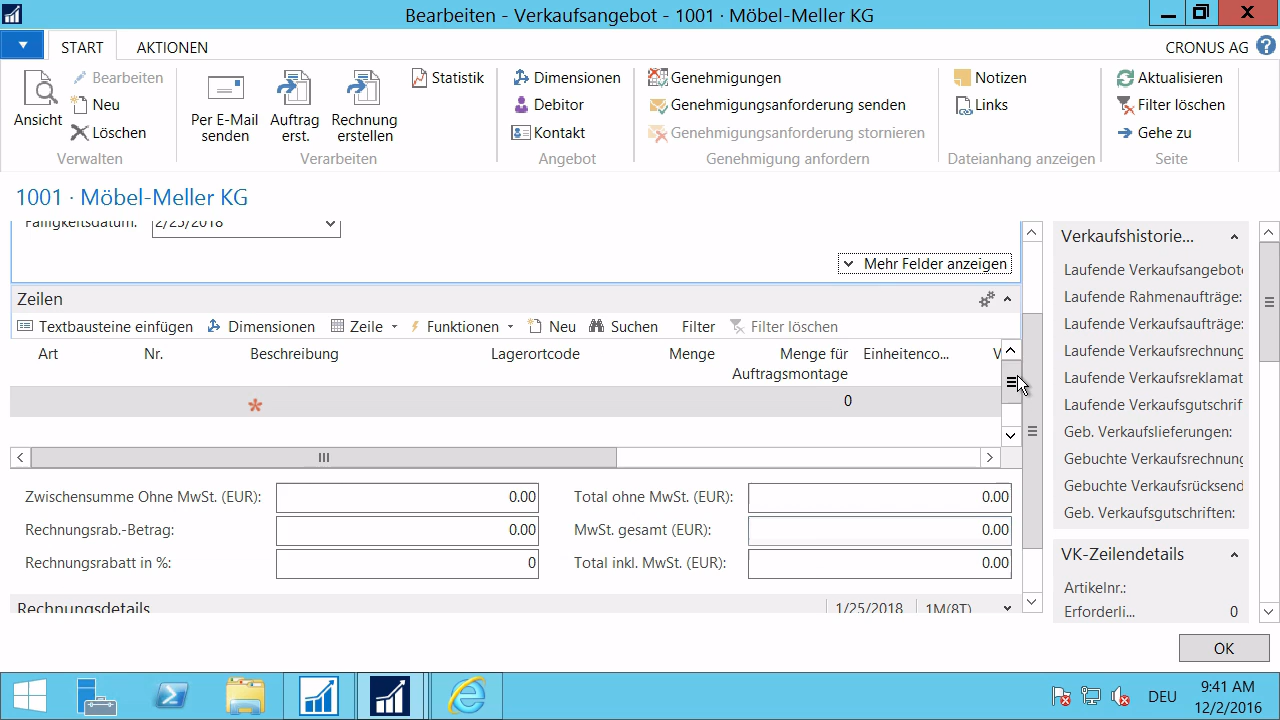 Bearbeiten - Verkaufsangebot - 1001 · Möbel-Meller KG
START
AKTIONEN
CRONUS AG
Ansicht
Bearbeiten
Neu
Löschen
Verwalten
Per E-Mail senden
Auftrag erst.
Rechnung erstellen
Statistik
Verarbeiten
Dimensionen
Debitor
Kontakt
Angebot
Genehmigungen
Genehmigungsanforderung senden
Genehmigungsanforderung stornieren
Genehmigung anfordern
Notizen
Links
Dateianhang anzeigen
Aktualisieren
Filter löschen
Gehe zu
Seite
1001 · Möbel-Meller KG
Fälligkeitsdatum: 2/25/2018
Mehr Felder anzeigen
Zeilen
Textbausteine einfügen Dimensionen Zeile Funktionen Neu Suchen Filter Filter löschen
Art Nr. Beschreibung Lagerortcode Menge Menge für Auftragsmontage Einheitenco... V
0
Zwischensumme Ohne MwSt. (EUR): 0.00 Total ohne MwSt. (EUR): 0.00
Rechnungsrab.-Betrag: 0.00 MwSt. gesamt (EUR): 0.00
Rechnungsrabatt in %: 0 Total inkl. MwSt. (EUR): 0.00
Rechnungsdetails 1/25/2018 1M(8T)
Verkaufshistorie...
Laufende Verkaufsangebot
Laufende Rahmenaufträge:
Laufende Verkaufsaufträge:
Laufende Verkaufsrechnung
Laufende Verkaufsreklamat
Laufende Verkaufsgutschrif
Geb. Verkaufslieferungen:
Gebuchte Verkaufsrechnung
Gebuchte Verkaufsrücksend
Geb. Verkaufsgutschriften:
VK-Zeilendetails
Artikelnr.:
Erforderli... 0
OK
DEU
9:41 AM
12/2/2016